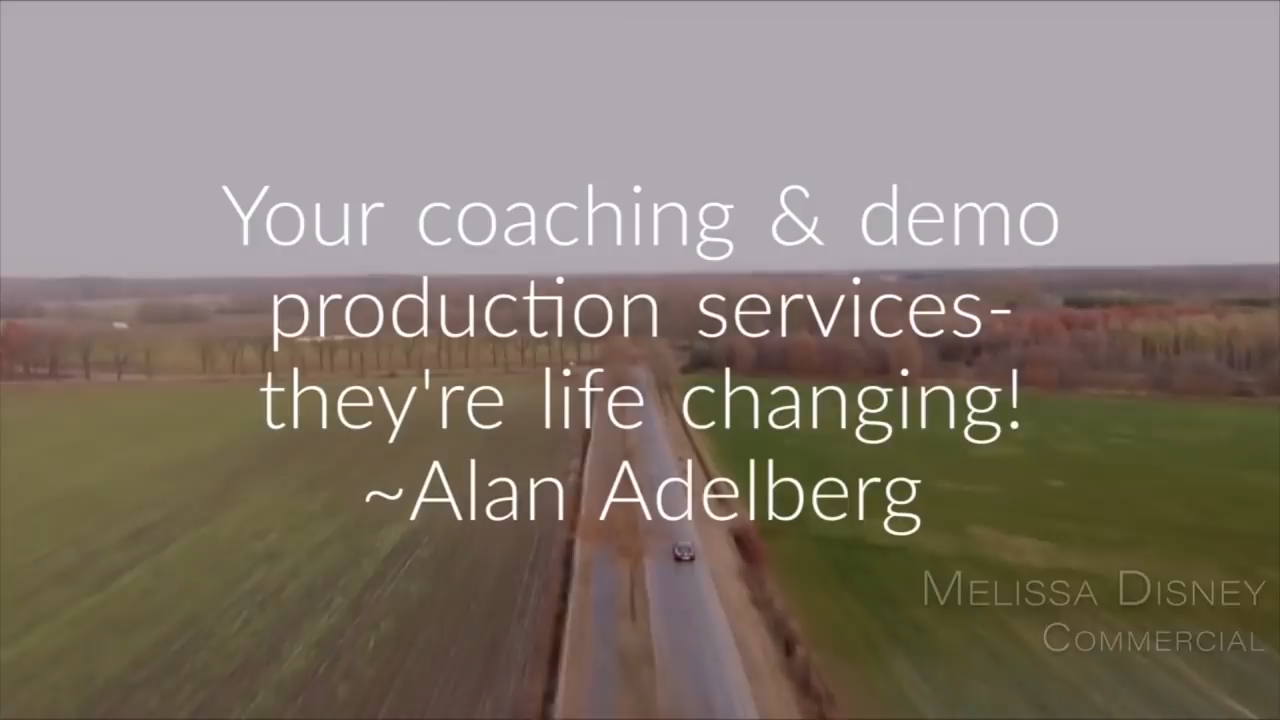 Your coaching & demo
production services-
they're life changing!
~Alan Adelberg
Melissa Disney
Commercial